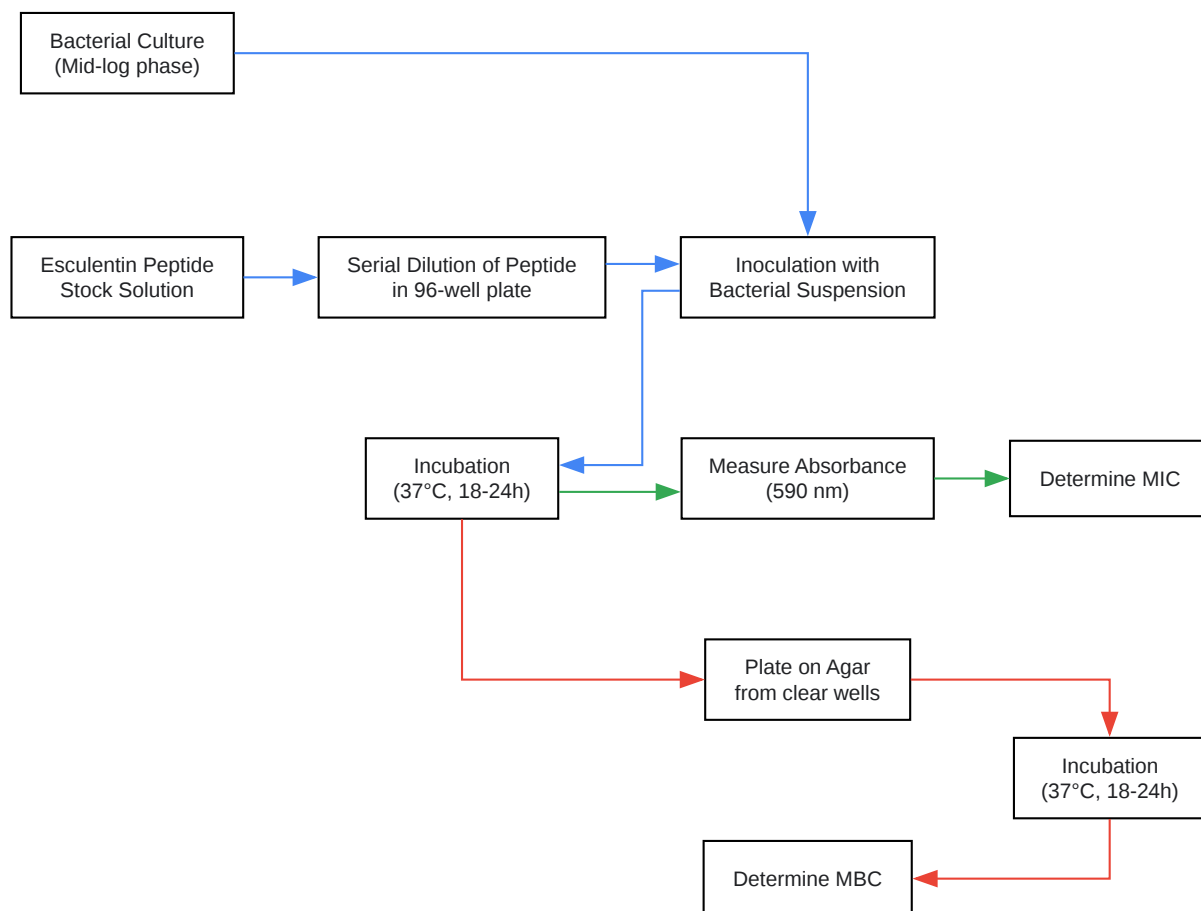 Bacterial Culture
(Mid-log phase)
Esculentin Peptide
Stock Solution
Serial Dilution of Peptide
in 96-well plate
Inoculation with
Bacterial Suspension
Incubation
(37°C, 18-24h)
Measure Absorbance
(590 nm)
Determine MIC
Plate on Agar
from clear wells
Incubation
(37°C, 18-24h)
Determine MBC